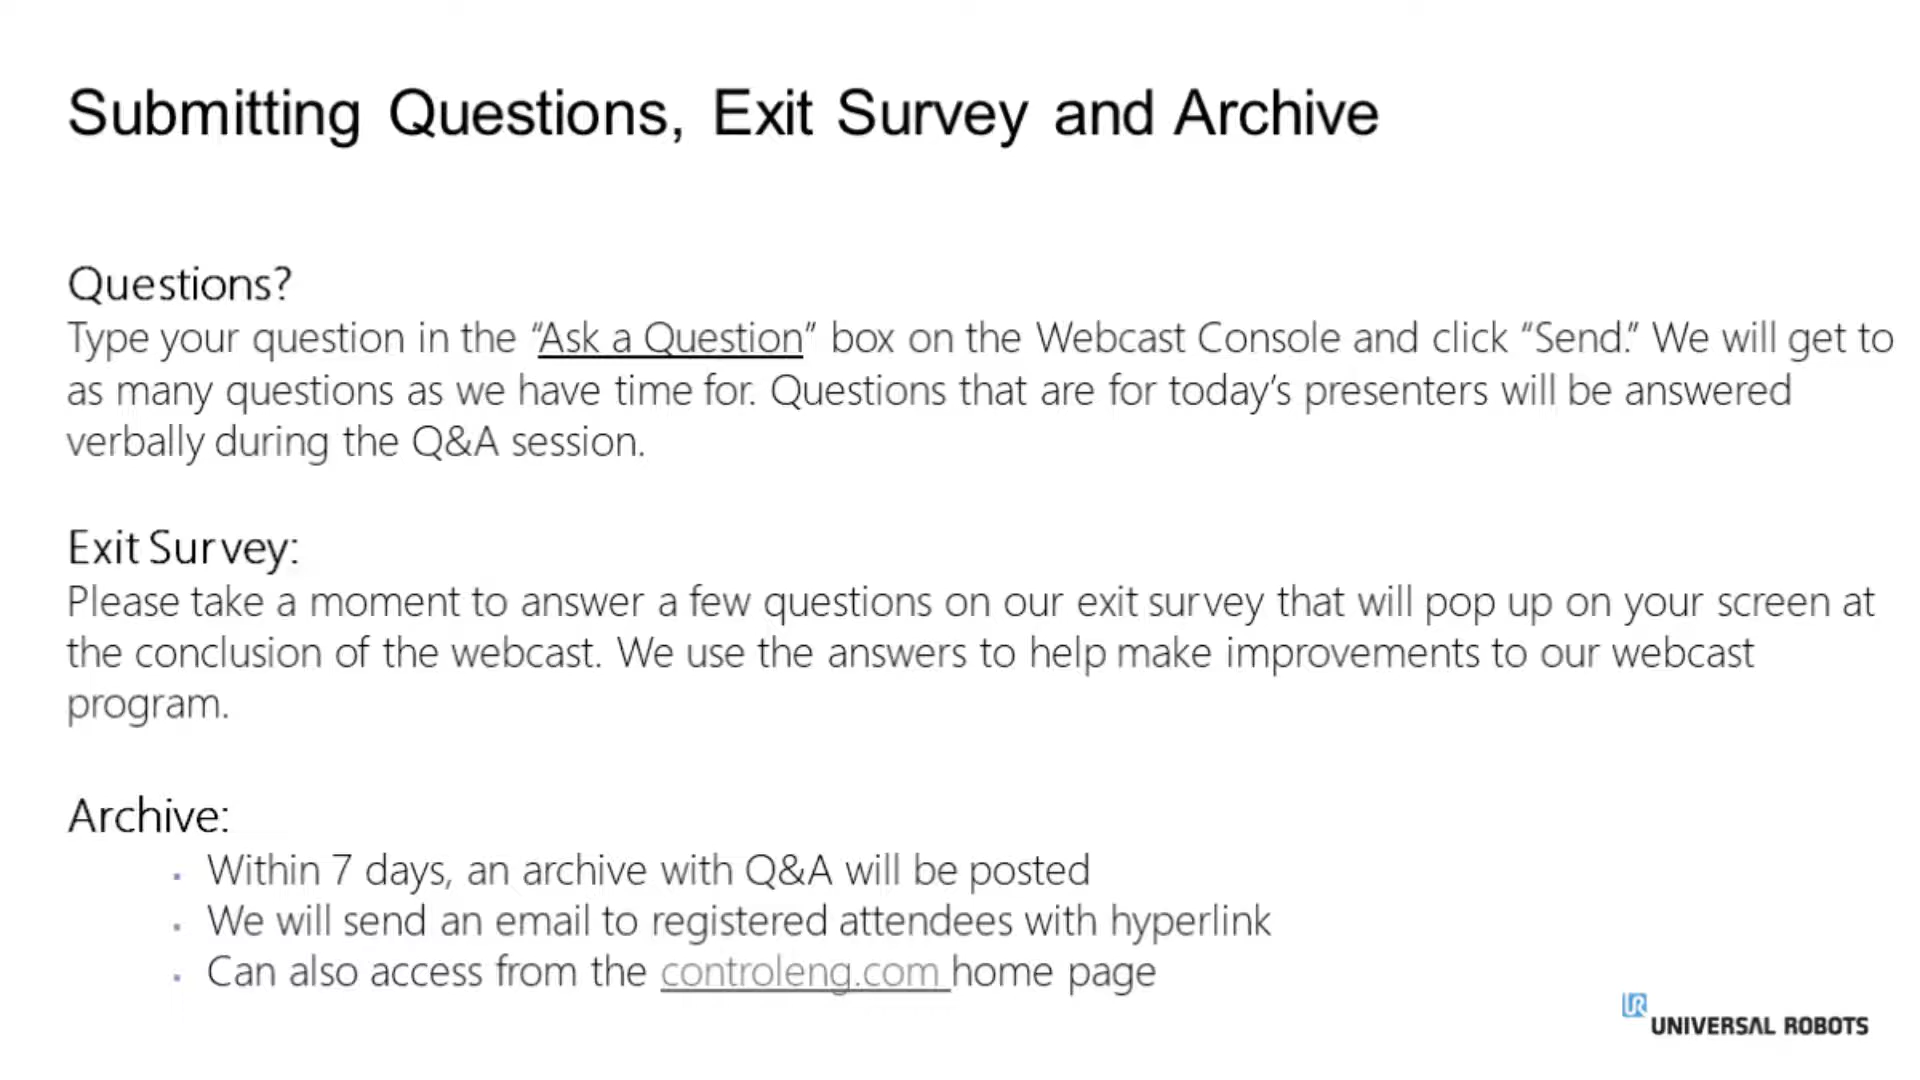 Submitting Questions, Exit Survey and Archive
Questions?
Type your question in the “Ask a Question” box on the Webcast Console and click “Send.” We will get to
as many questions as we have time for. Questions that are for today’s presenters will be answered
verbally during the Q&A session.
Exit Survey:
Please take a moment to answer a few questions on our exit survey that will pop up on your screen at
the conclusion of the webcast. We use the answers to help make improvements to our webcast
program.
Archive:
▪ Within 7 days, an archive with Q&A will be posted
▪ We will send an email to registered attendees with hyperlink
▪ Can also access from the controleng.com home page
UR UNIVERSAL ROBOTS